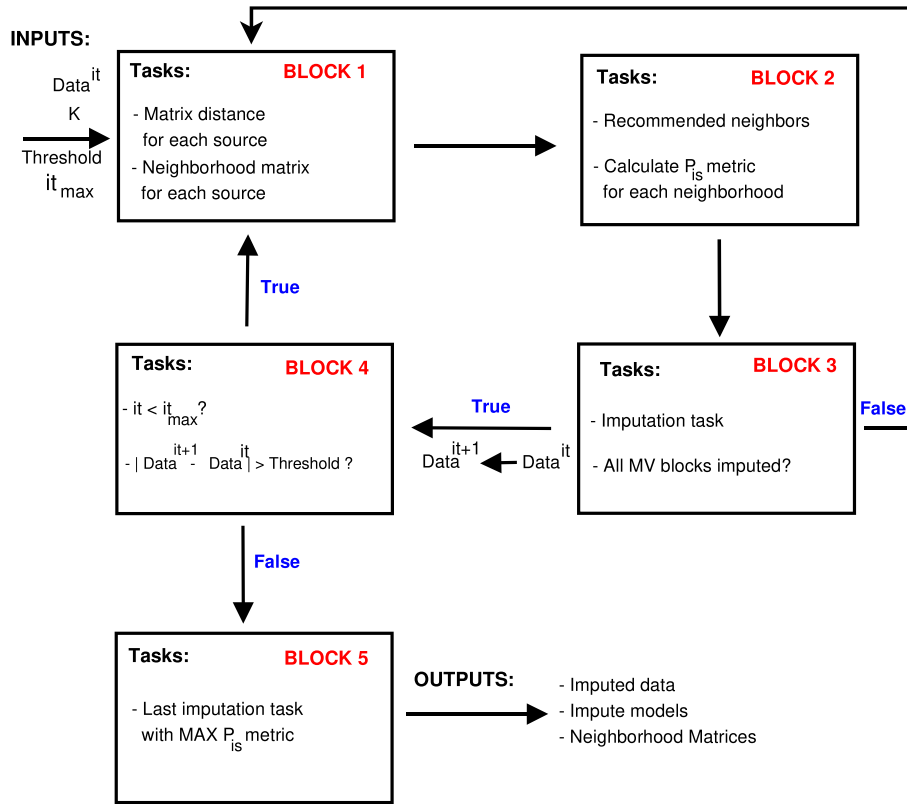 INPUTS:
Data^it
K
Threshold
it_max
Tasks: BLOCK 1
- Matrix distance
for each source
- Neighborhood matrix
for each source
Tasks: BLOCK 2
- Recommended neighbors
- Calculate P_is metric
for each neighborhood
True
Tasks: BLOCK 3
- Imputation task
- All MV blocks imputed?
False
True
Data^it+1 Data^it
Tasks: BLOCK 4
- it < it_max ?
- | Data^it+1 - Data^it | > Threshold ?
False
Tasks: BLOCK 5
- Last imputation task
with MAX P_is metric
OUTPUTS:
- Imputed data
- Impute models
- Neighborhood Matrices